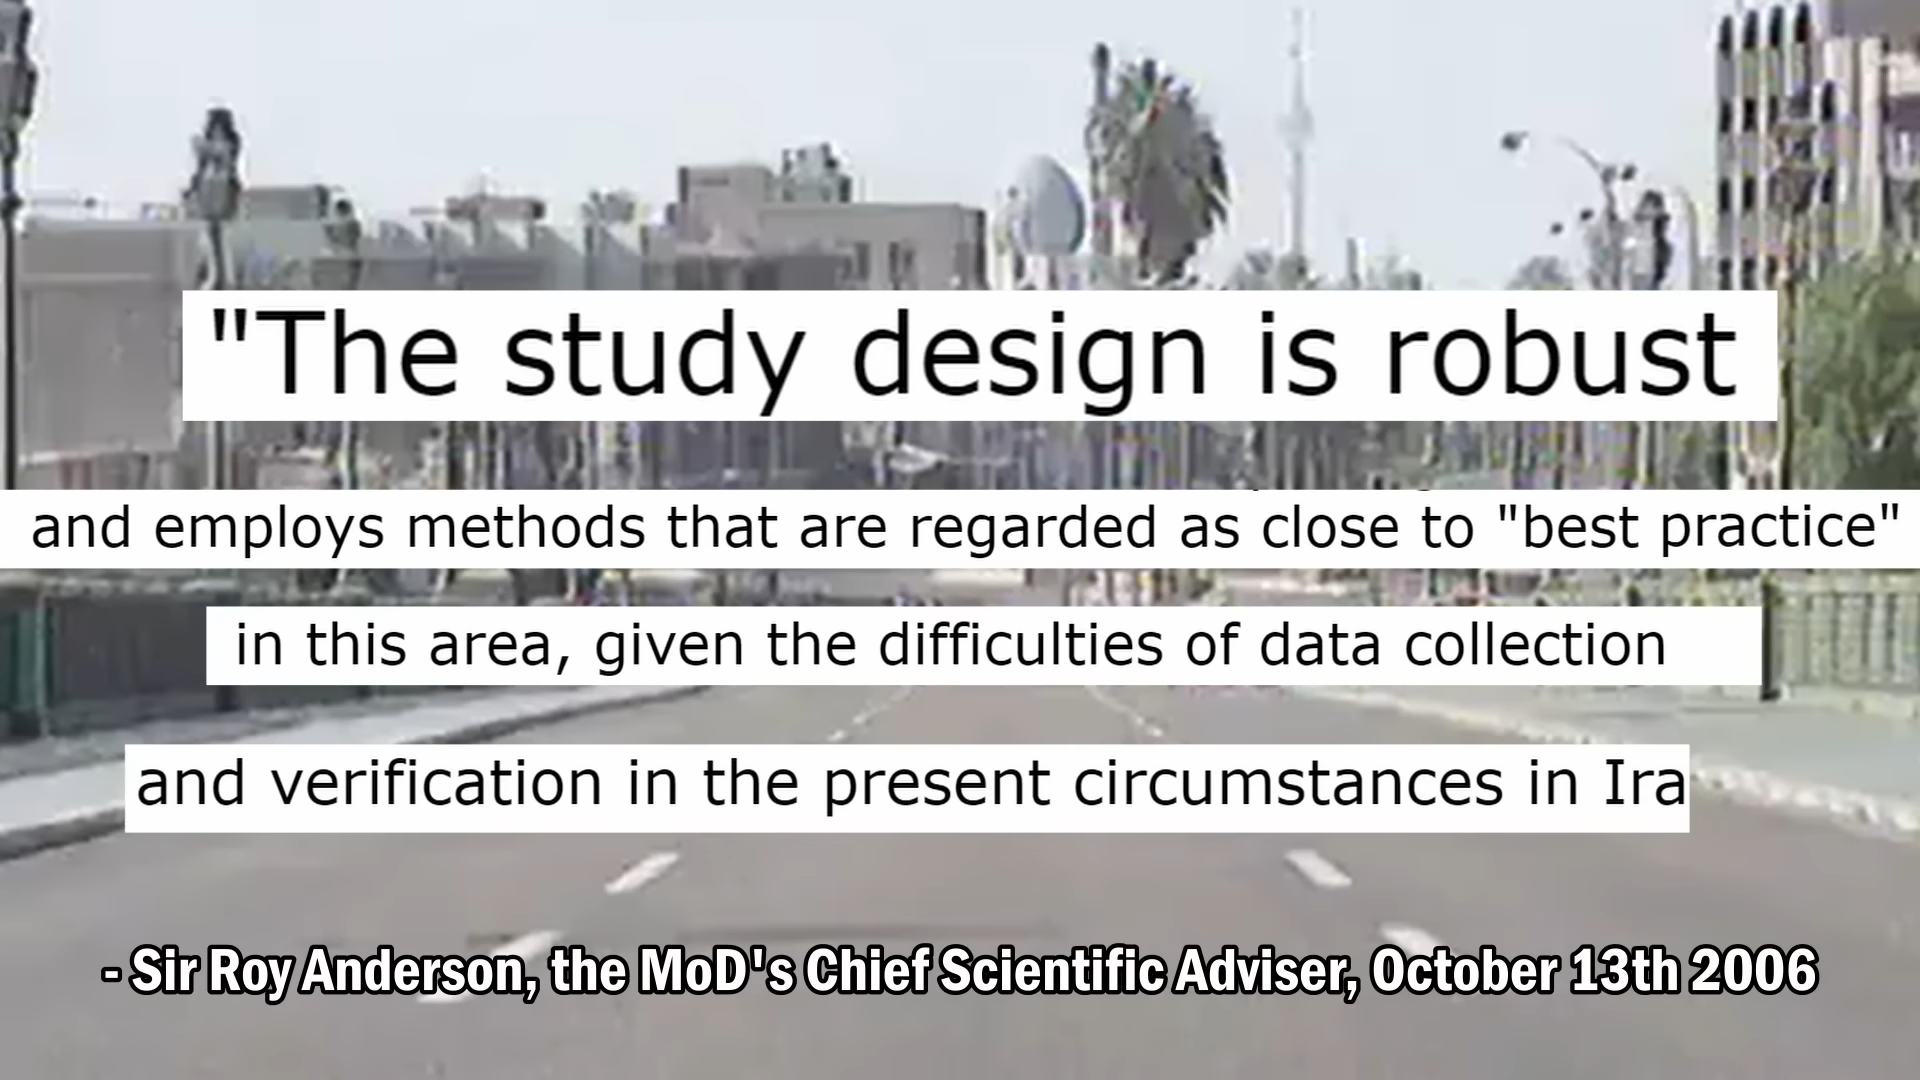 "The study design is robust
and employs methods that are regarded as close to "best practice"
in this area, given the difficulties of data collection
and verification in the present circumstances in Ira
- Sir Roy Anderson, the MoD's Chief Scientific Adviser, October 13th 2006